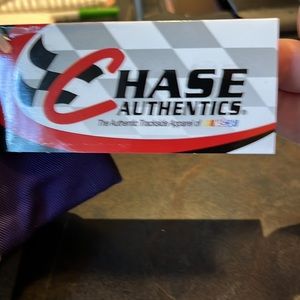 CHASE
AUTHENTICS®
The Authentic Trackside Apparel of NASCAR